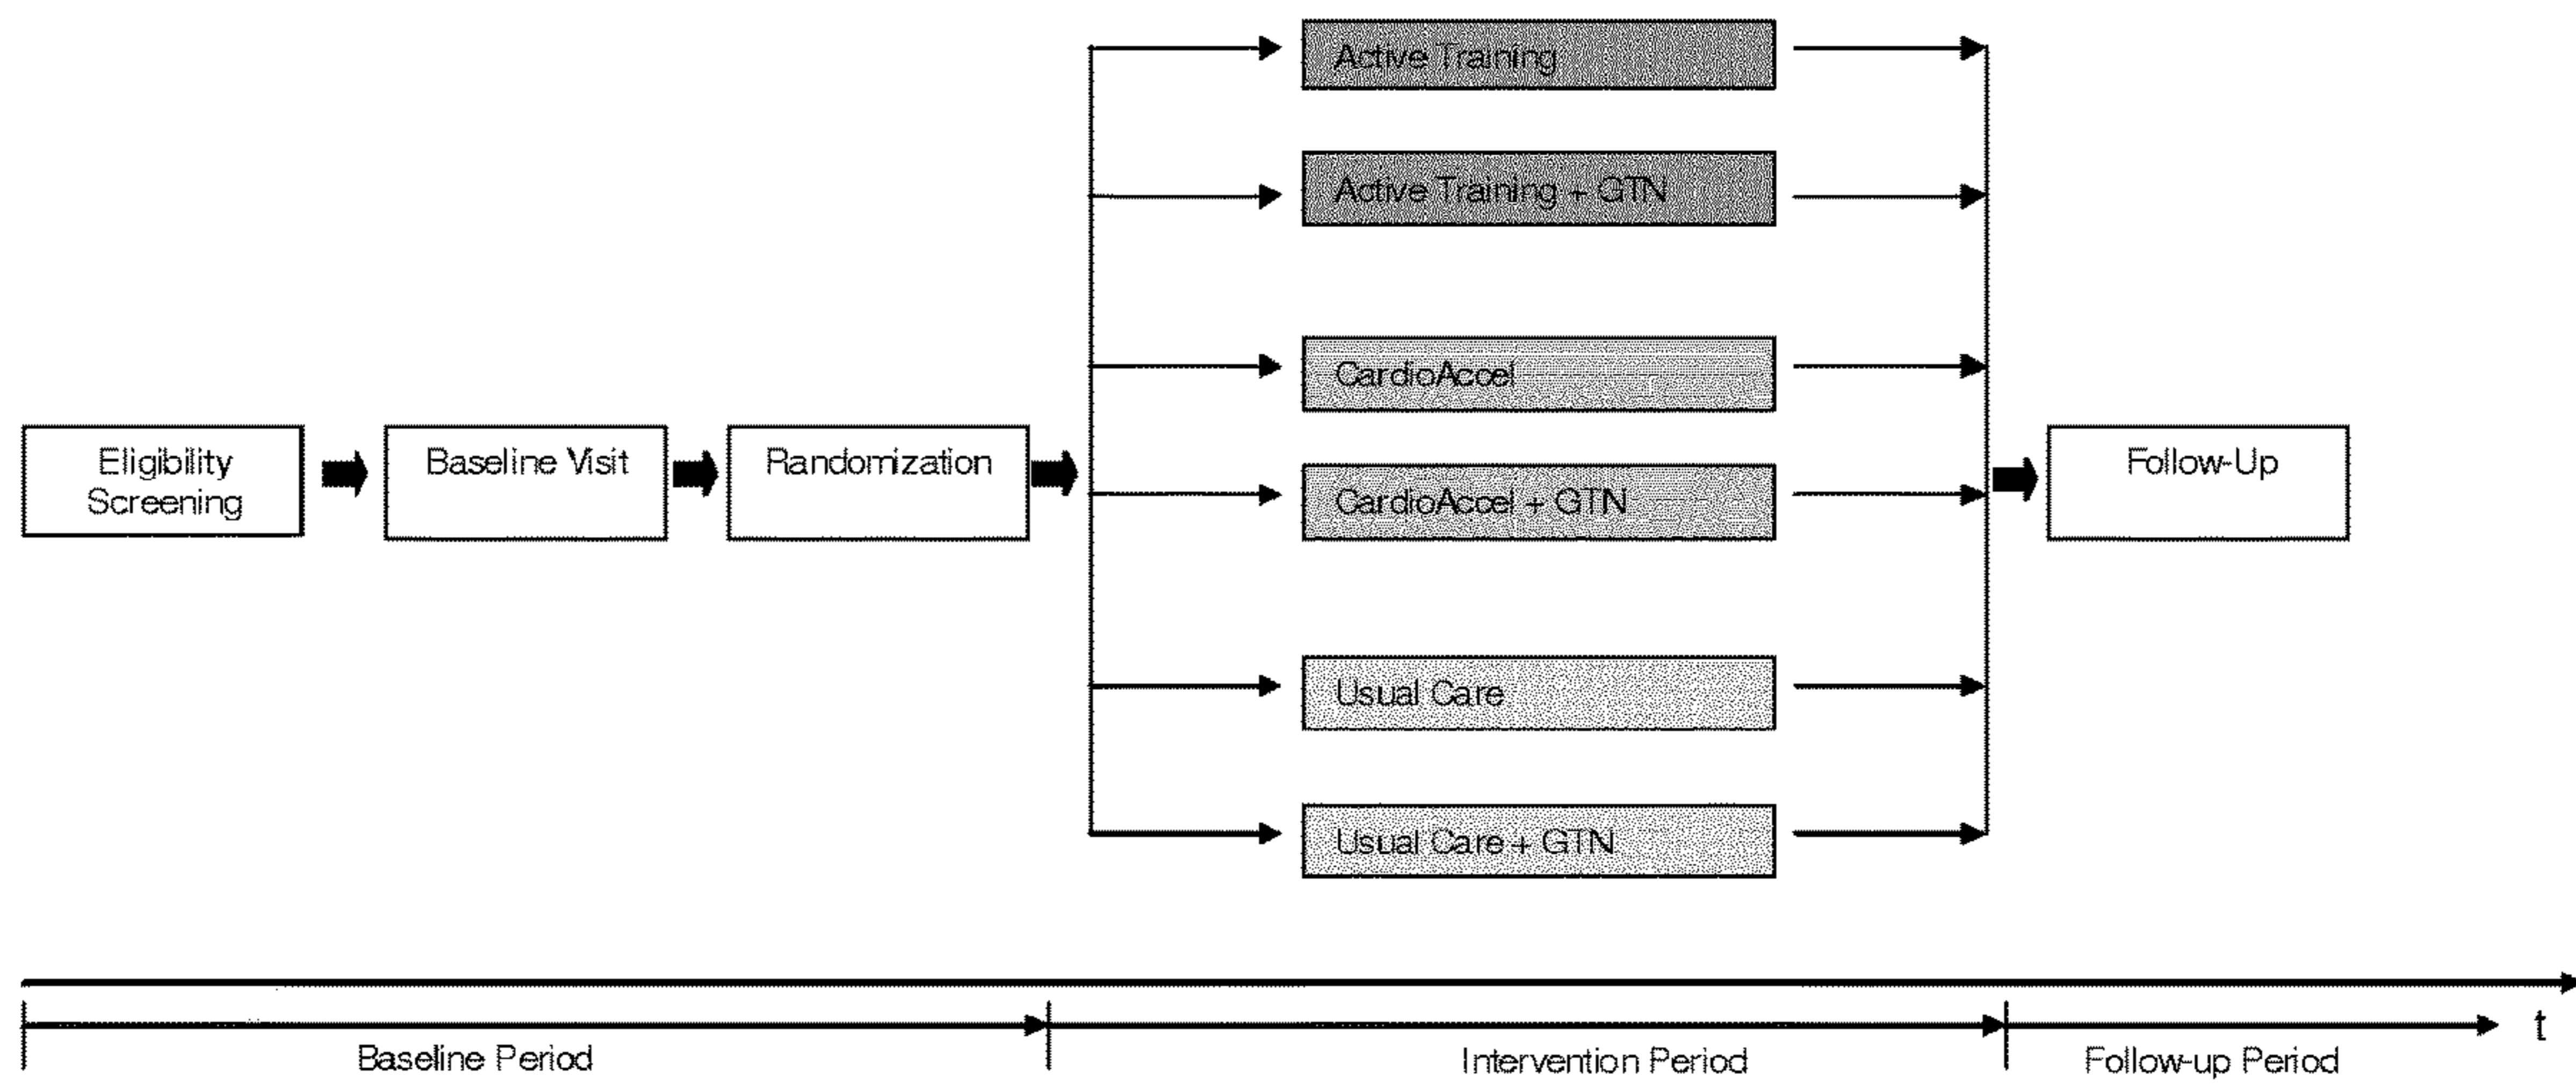 Active Training
Active Training + GTN
CardioAccel
CardioAccel + GTN
Usual Care
Usual Care + GTN
Eligibility
Screening
Baseline Visit
Randomization
Follow-Up
t
Baseline Period
Intervention Period
Follow-up Period